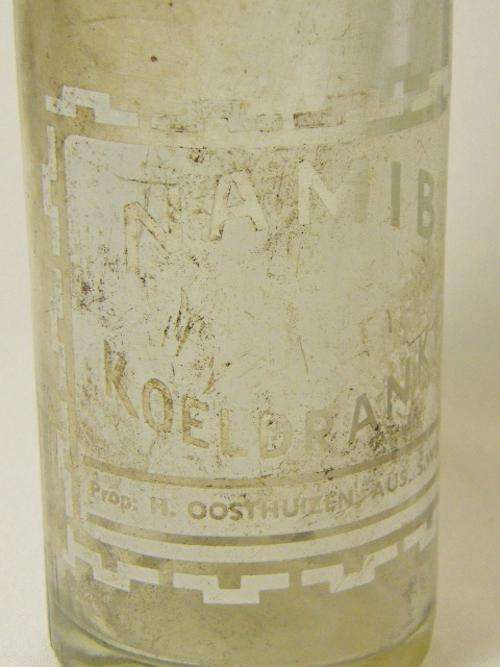 NAMIB
KOELDRANK
Prop: H. OOSTHUIZEN, AUS. S.W.